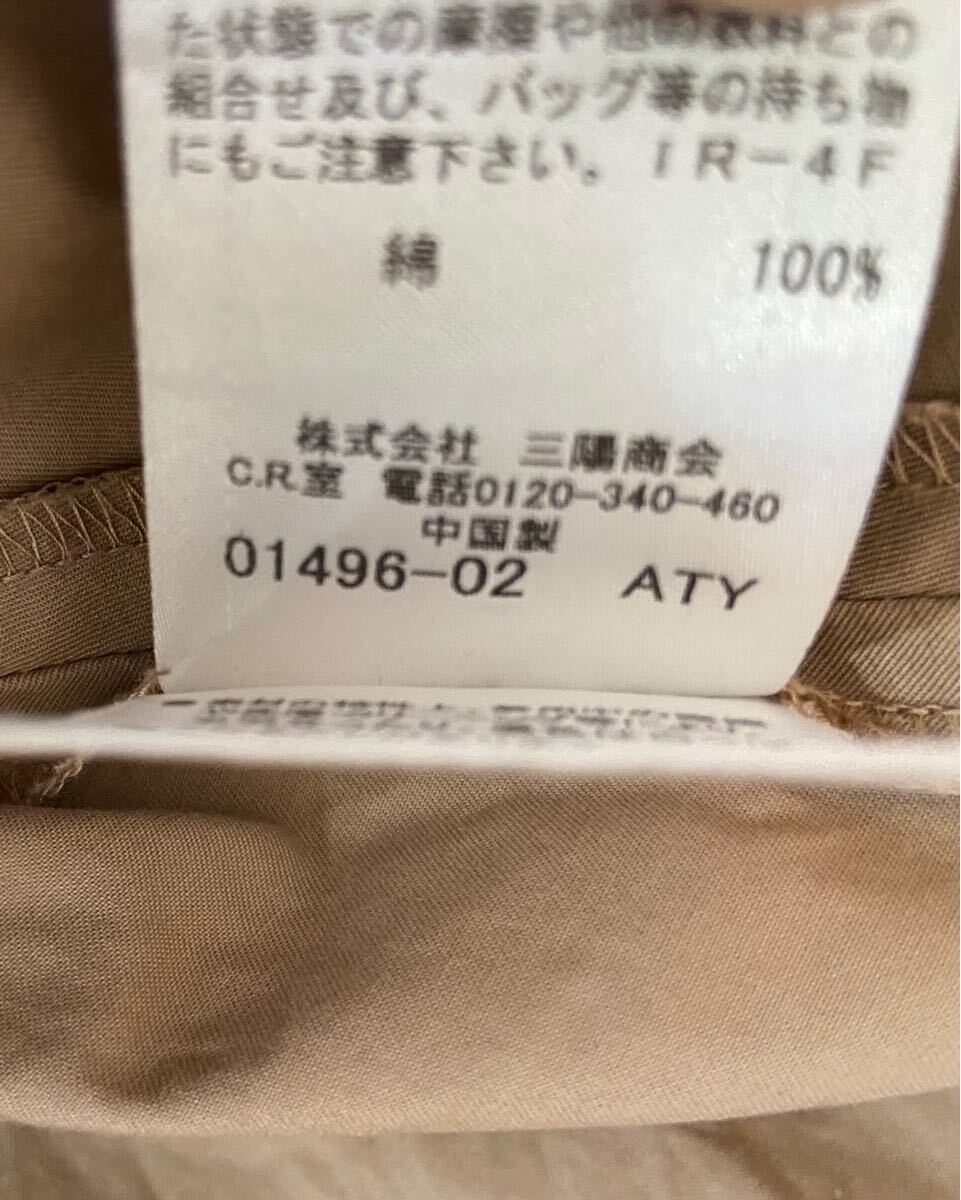 た状態での摩擦や他の衣料との
組合せ及び、バッグ等の持ち物
にもご注意下さい。IR-4F
綿 100%
株式会社 三陽商会
C.R.室 電話0120-340-460
中国製
01496-02 ATY